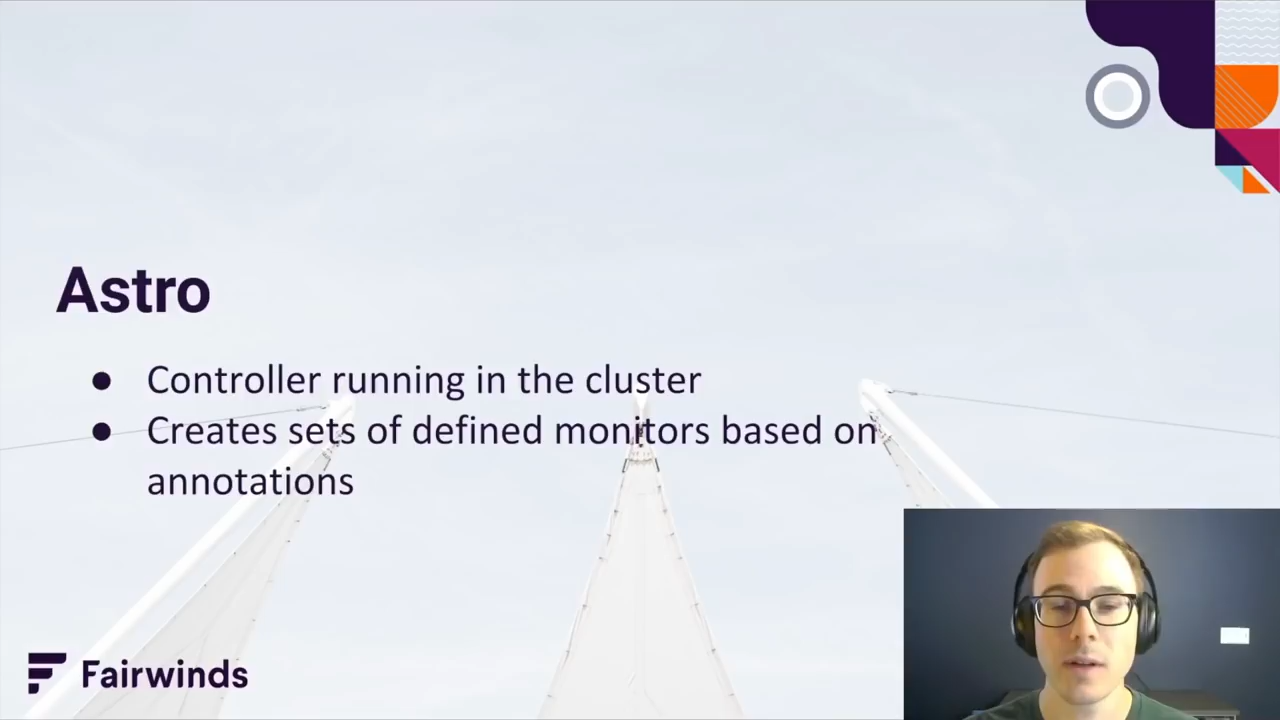 Astro
● Controller running in the cluster
● Creates sets of defined monitors based on
annotations
Fairwinds